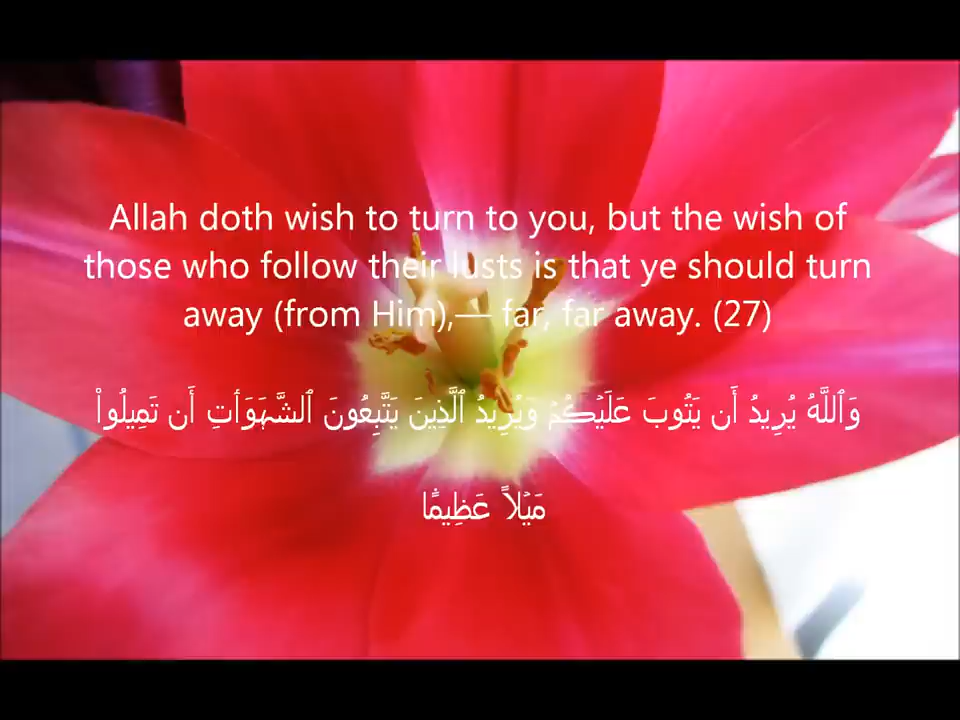 Allah doth wish to turn to you, but the wish of
those who follow their lusts is that ye should turn
away (from Him),— far, far away. (27)
وَٱللَّهُ يُرِيدُ أَن يَتُوبَ عَلَيۡكُمۡ وَيُرِيدُ ٱلَّذِينَ يَتَّبِعُونَ ٱلشَّہَوَٲتِ أَن تَمِيلُواْ
مَيۡلاً عَظِيمً۬ا